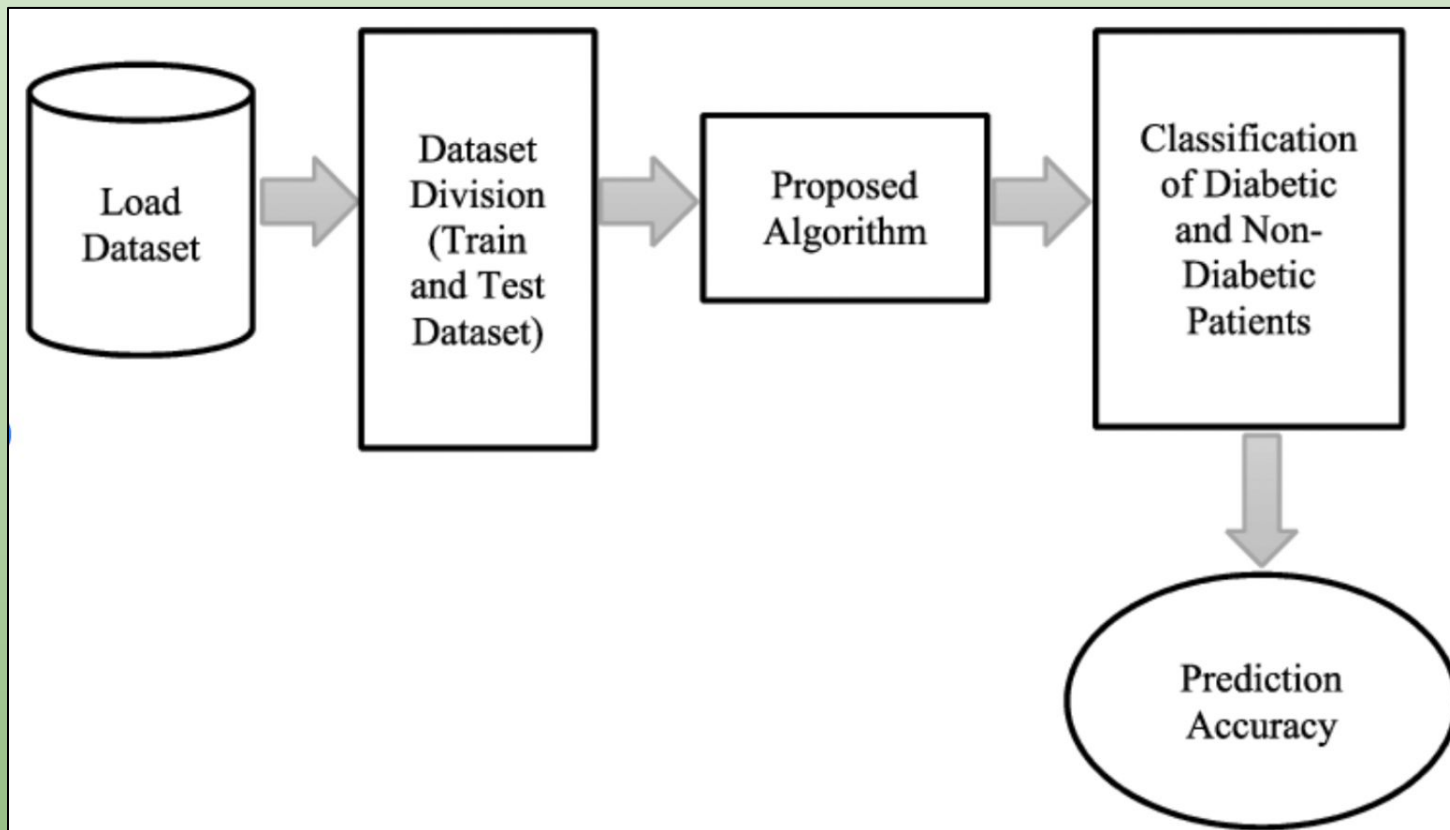 Load
Dataset
Dataset
Division
(Train
and Test
Dataset)
Proposed
Algorithm
Classification
of Diabetic
and Non-
Diabetic
Patients
Prediction
Accuracy